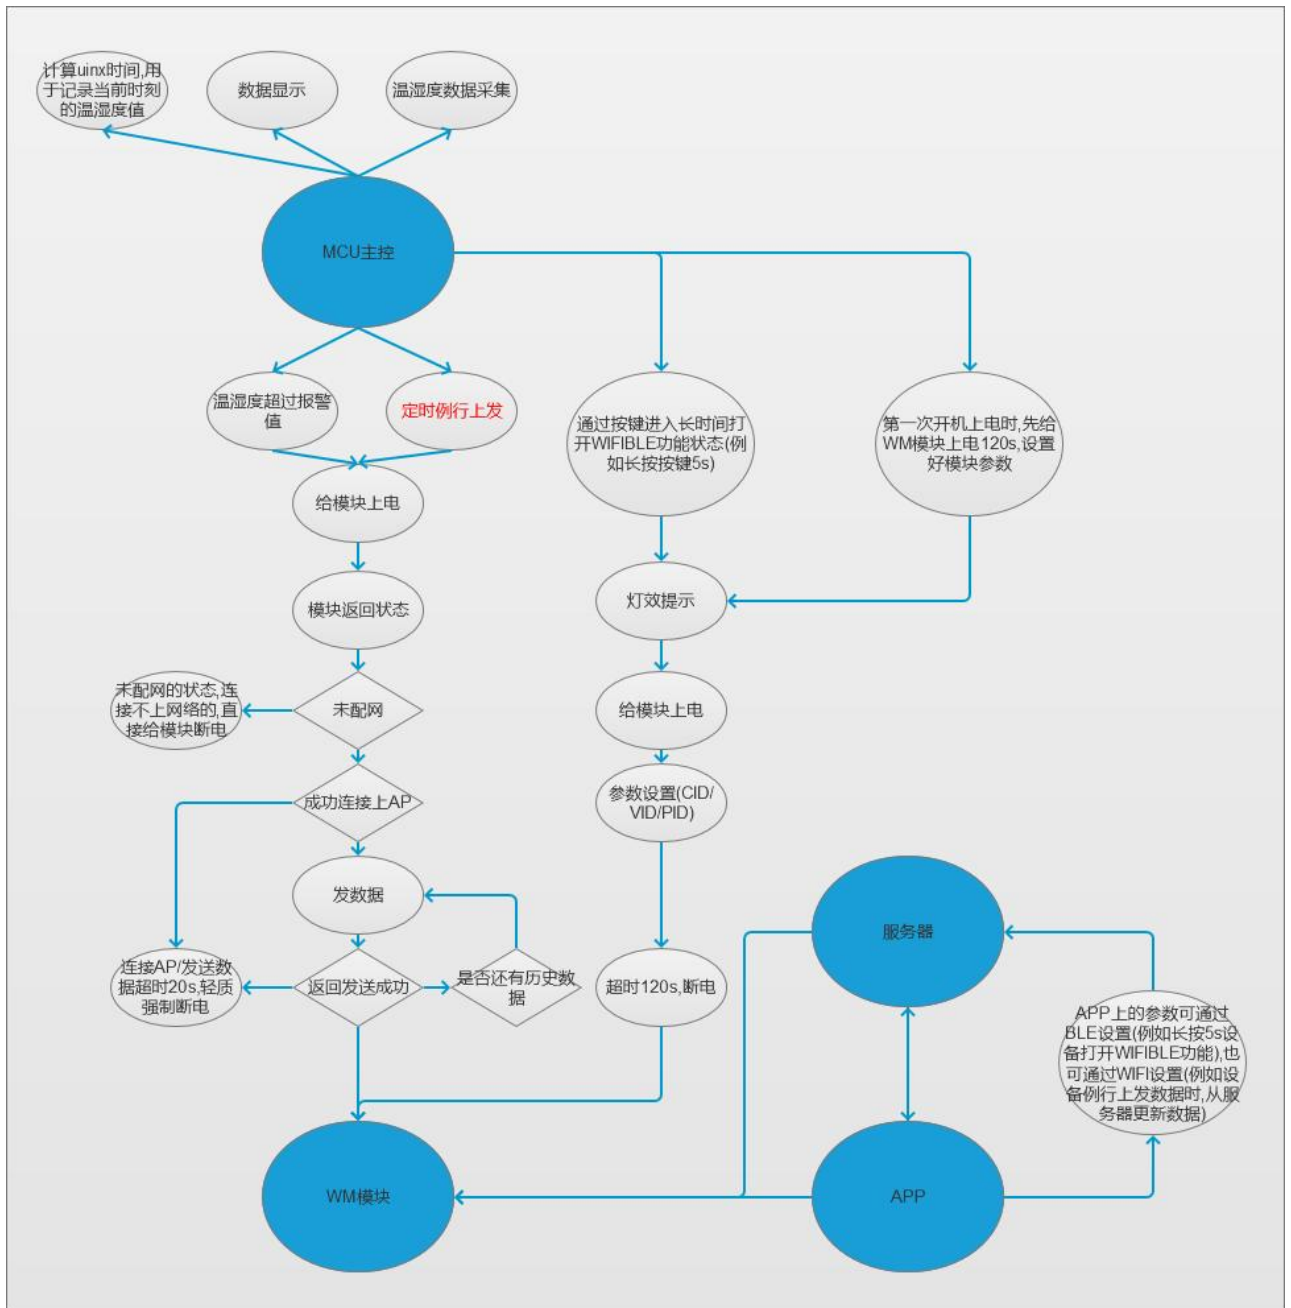 计算uinx时间,用
于记录当前时刻
的温湿度值
数据显示
温湿度数据采集
MCU主控
温湿度超过报警
值
定时例行上发
通过按键进入长时间打
开WIFIBLE功能状态(例
如长按按键5s)
第一次开机上电时,先给
WM模块上电120s,设置
好模块参数
给模块上电
模块返回状态
灯效提示
未配网的状态,连
接不上网络的,直
接给模块断电
未配网
给模块上电
成功连接上AP
参数设置(CID/
VID/PID)
发数据
服务器
连接AP/发送数
据超时20s,轻质
强制断电
返回发送成功
是否还有历史数
据
超时120s,断电
APP上的参数可通过
BLE设置(例如长按5s设
备打开WIFIBLE功能),也
可通过WIFI设置(例如设
备例行上发数据时,从服
务器更新数据)
WM模块
APP